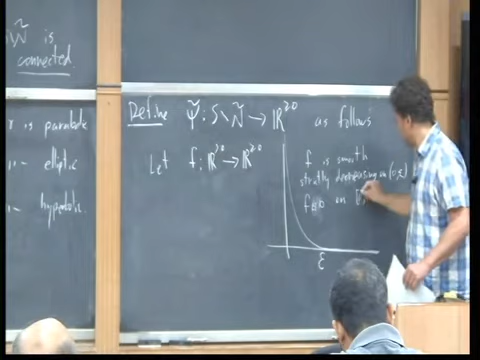 Ñ is
connected
is parabolic
-"- elliptic
-"- hyperbolic.
Define Ψ̃ : S \ Ñ → ℝ^{≥0} as follows
Let f : ℝ^{>0} → ℝ^{≥0}
f is smooth
strictly decreasing on (0,ε)
f≡0 on
ε